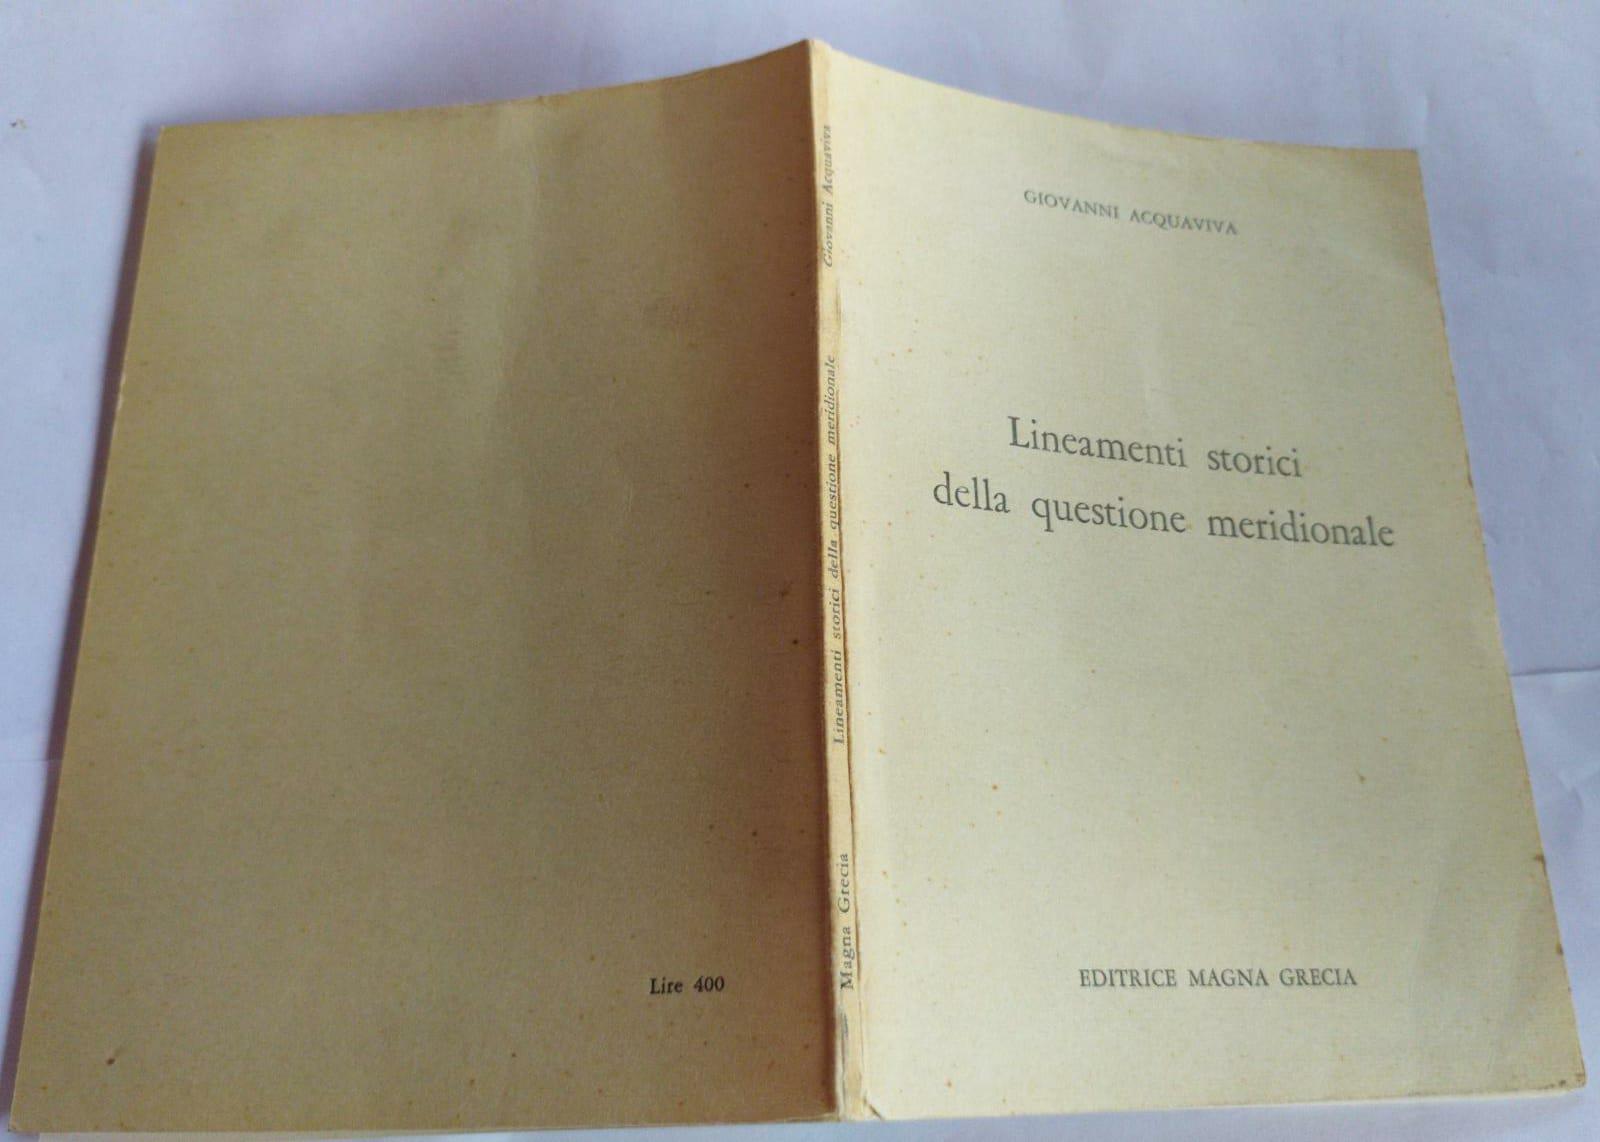 GIOVANNI ACQUAVIVA
Lineamenti storici
della questione meridionale
EDITRICE MAGNA GRECIA
Giovanni Acquaviva
Lineamenti storici della questione meridionale
Magna Grecia
Lire 400